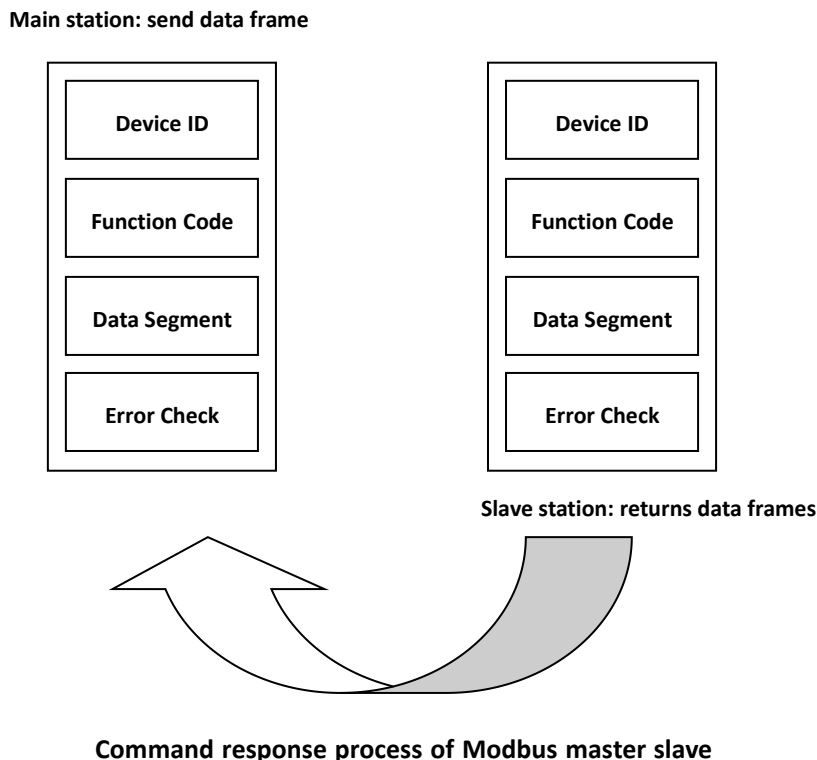 Main station: send data frame
Device ID
Function Code
Data Segment
Error Check
Device ID
Function Code
Data Segment
Error Check
Slave station: returns data frames
Command response process of Modbus master slave